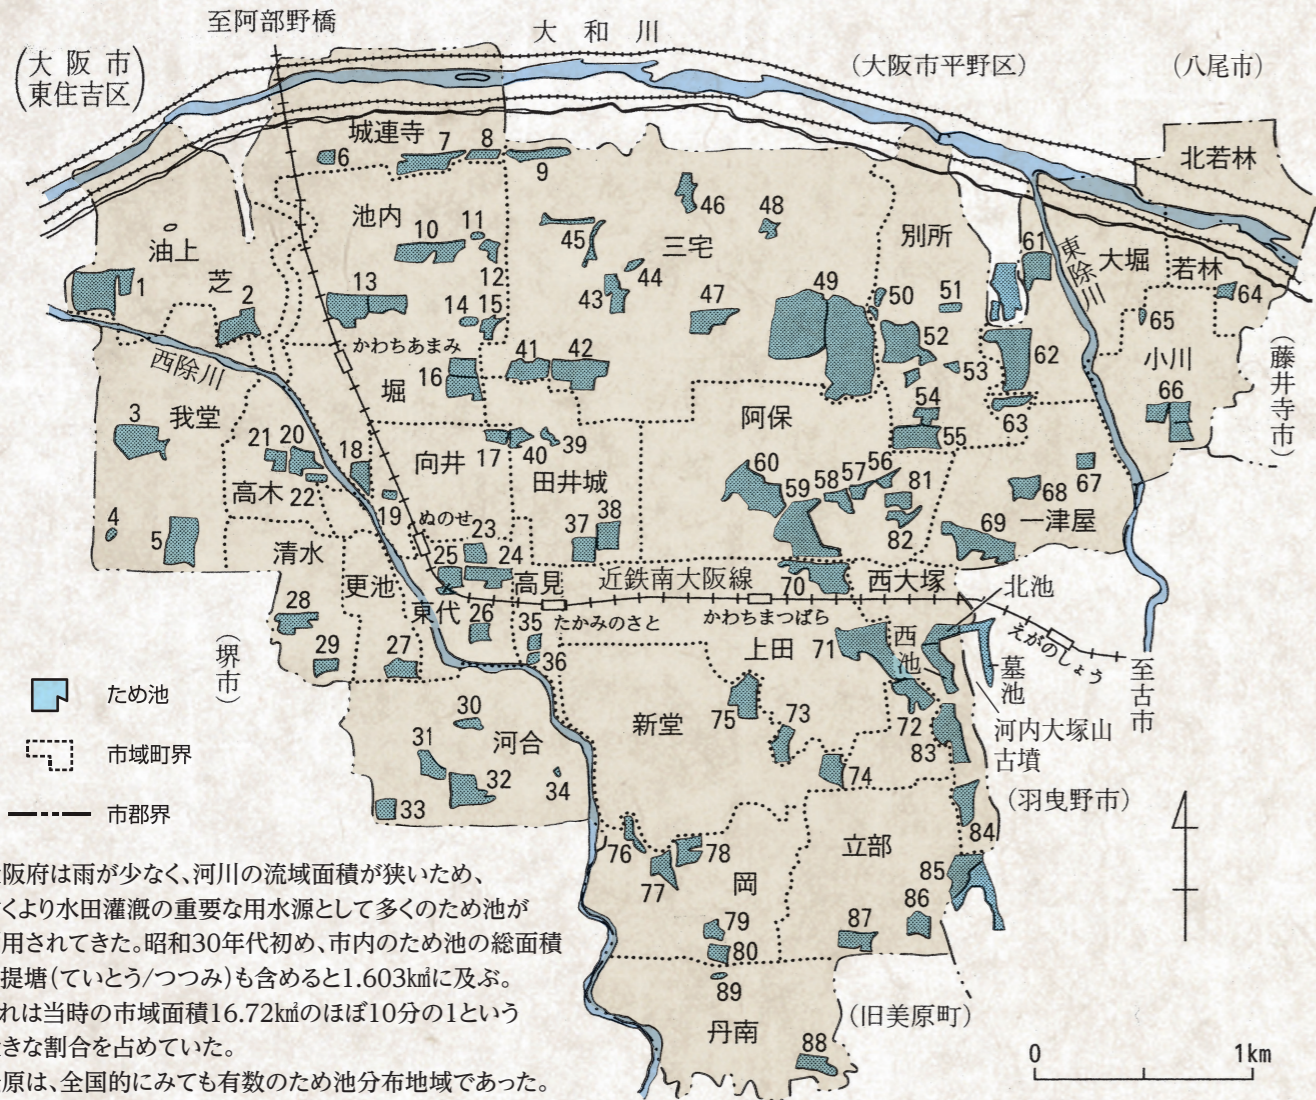 至阿部野橋
大和川
(大阪市
東住吉区)
(大阪市平野区)
(八尾市)
北若林
城連寺
6
7
8
9
池内
10
11
12
13
14
15
45
46
48
三宅
44
43
47
49
別所
50
51
52
53
61
東除川
大堀
若林
64
65
小川
66
(藤井寺市)
油上
1
芝
2
西除川
かわちあまみ
堀
16
41
42
62
63
54
55
阿保
3
我堂
21
20
18
22
高木
19
向井
17
40
39
田井城
60
59
58
57
56
81
82
67
68
一津屋
69
4
5
清水
更池
ぬのせ
23
25
24
37
38
高見
近鉄南大阪線
70
西大塚
北池
東代
26
35
36
たかみのさと
かわちまつばら
えがのしょう
28
29
27
(堺市)
上田
71
西池
墓池
至古市
河内大塚山
古墳
72
83
75
73
74
新堂
30
河合
31
32
33
34
(羽曳野市)
84
85
立部
86
87
76
77
78
岡
79
80
89
丹南
88
(旧美原町)
0
1km
ため池
市域町界
市郡界
阪府は雨が少なく、河川の流域面積が狭いため、
くより水田灌漑の重要な用水源として多くのため池が
用されてきた。昭和30年代初め、市内のため池の総面積
提塘(ていとう/つつみ)も含めると1.603㎢に及ぶ。
れは当時の市域面積16.72㎢のほぼ10分の1という
きな割合を占めていた。
原は、全国的にみても有数のため池分布地域であった。